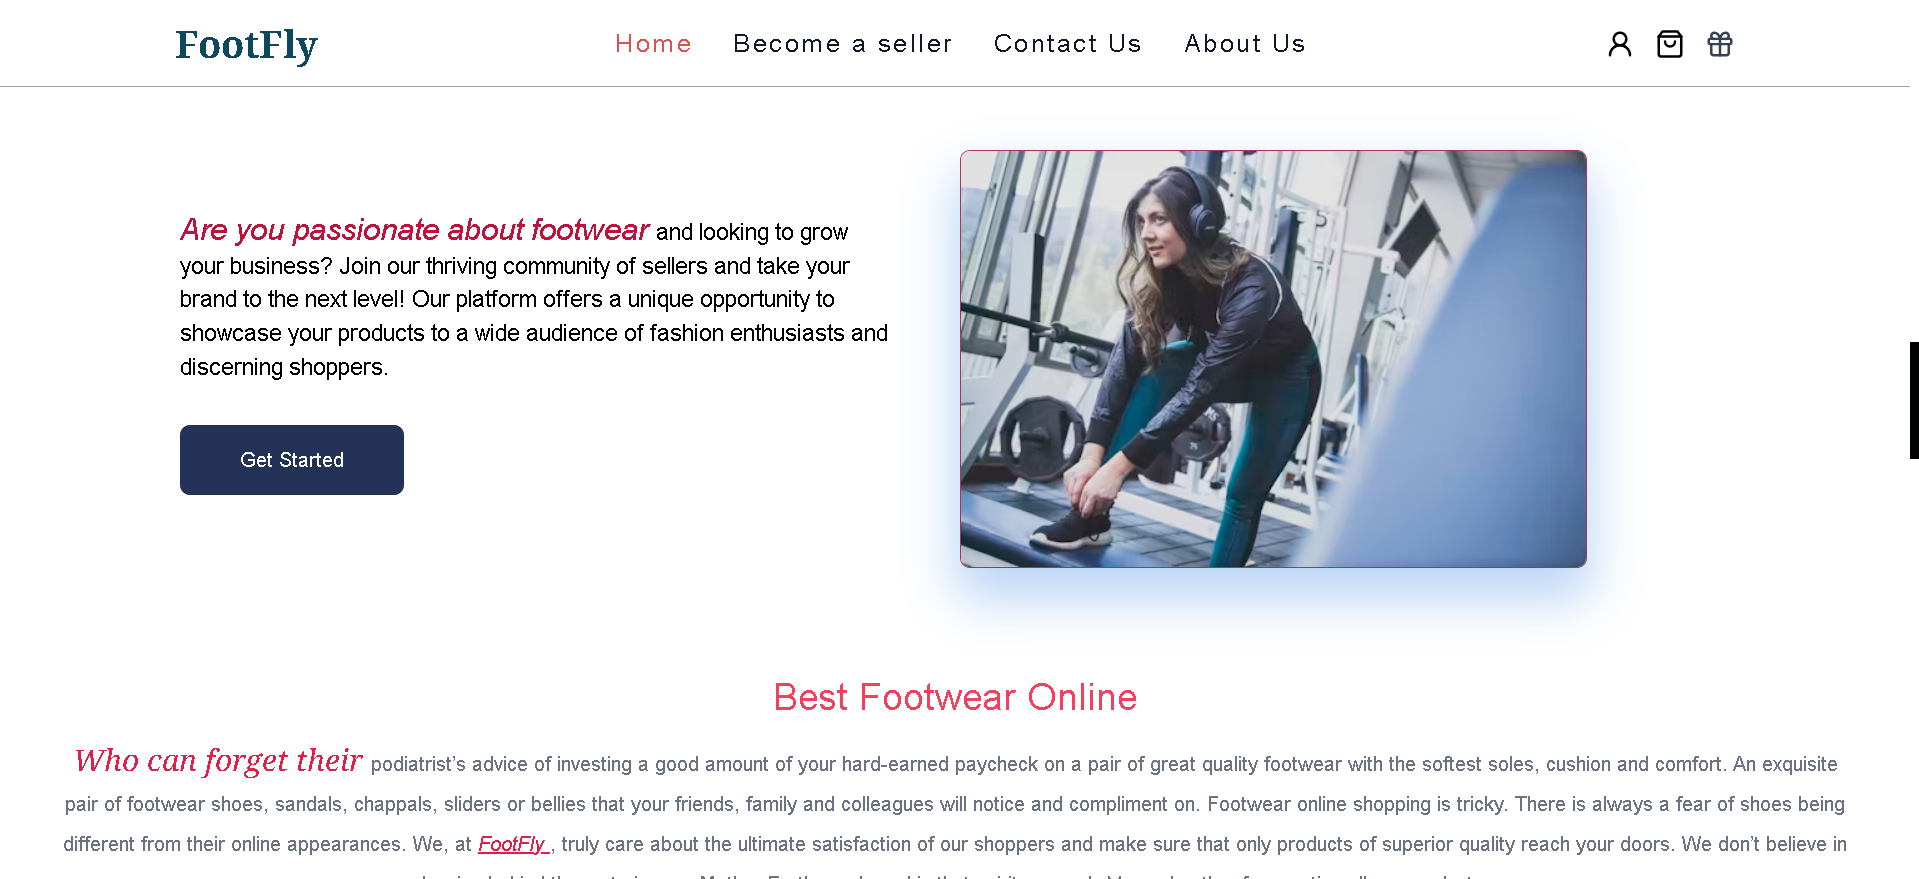 FootFly
Home Become a seller Contact Us About Us
Are you passionate about footwear and looking to grow
your business? Join our thriving community of sellers and take your
brand to the next level! Our platform offers a unique opportunity to
showcase your products to a wide audience of fashion enthusiasts and
discerning shoppers.
Get Started
Best Footwear Online
Who can forget their podiatrist’s advice of investing a good amount of your hard-earned paycheck on a pair of great quality footwear with the softest soles, cushion and comfort. An exquisite
pair of footwear shoes, sandals, chappals, sliders or bellies that your friends, family and colleagues will notice and compliment on. Footwear online shopping is tricky. There is always a fear of shoes being
different from their online appearances. We, at FootFly , truly care about the ultimate satisfaction of our shoppers and make sure that only products of superior quality reach your doors. We don’t believe in